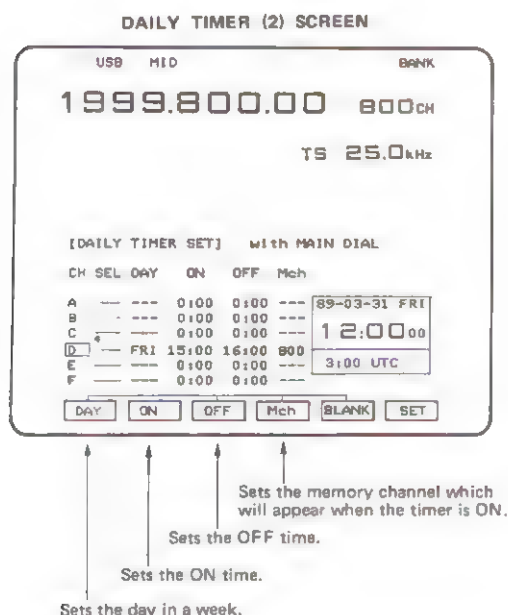 DAILY TIMER (2) SCREEN
USB MID BANK
1999.800.00 800CH
TS 25.0kHz
[DAILY TIMER SET] with MAIN DIAL
CH SEL DAY ON OFF Mch
A — --- 0:00 0:00 --- 89-03-31 FRI
B - --- 0:00 0:00 ---
C — --- 0:00 0:00 --- 12:00 00
D — FRI 15:00 16:00 800
E — --- 0:00 0:00 --- 3:00 UTC
F — --- 0:00 0:00 ---
DAY ON OFF Mch BLANK SET
Sets the memory channel which
will appear when the timer is ON.
Sets the OFF time.
Sets the ON time.
Sets the day in a week.